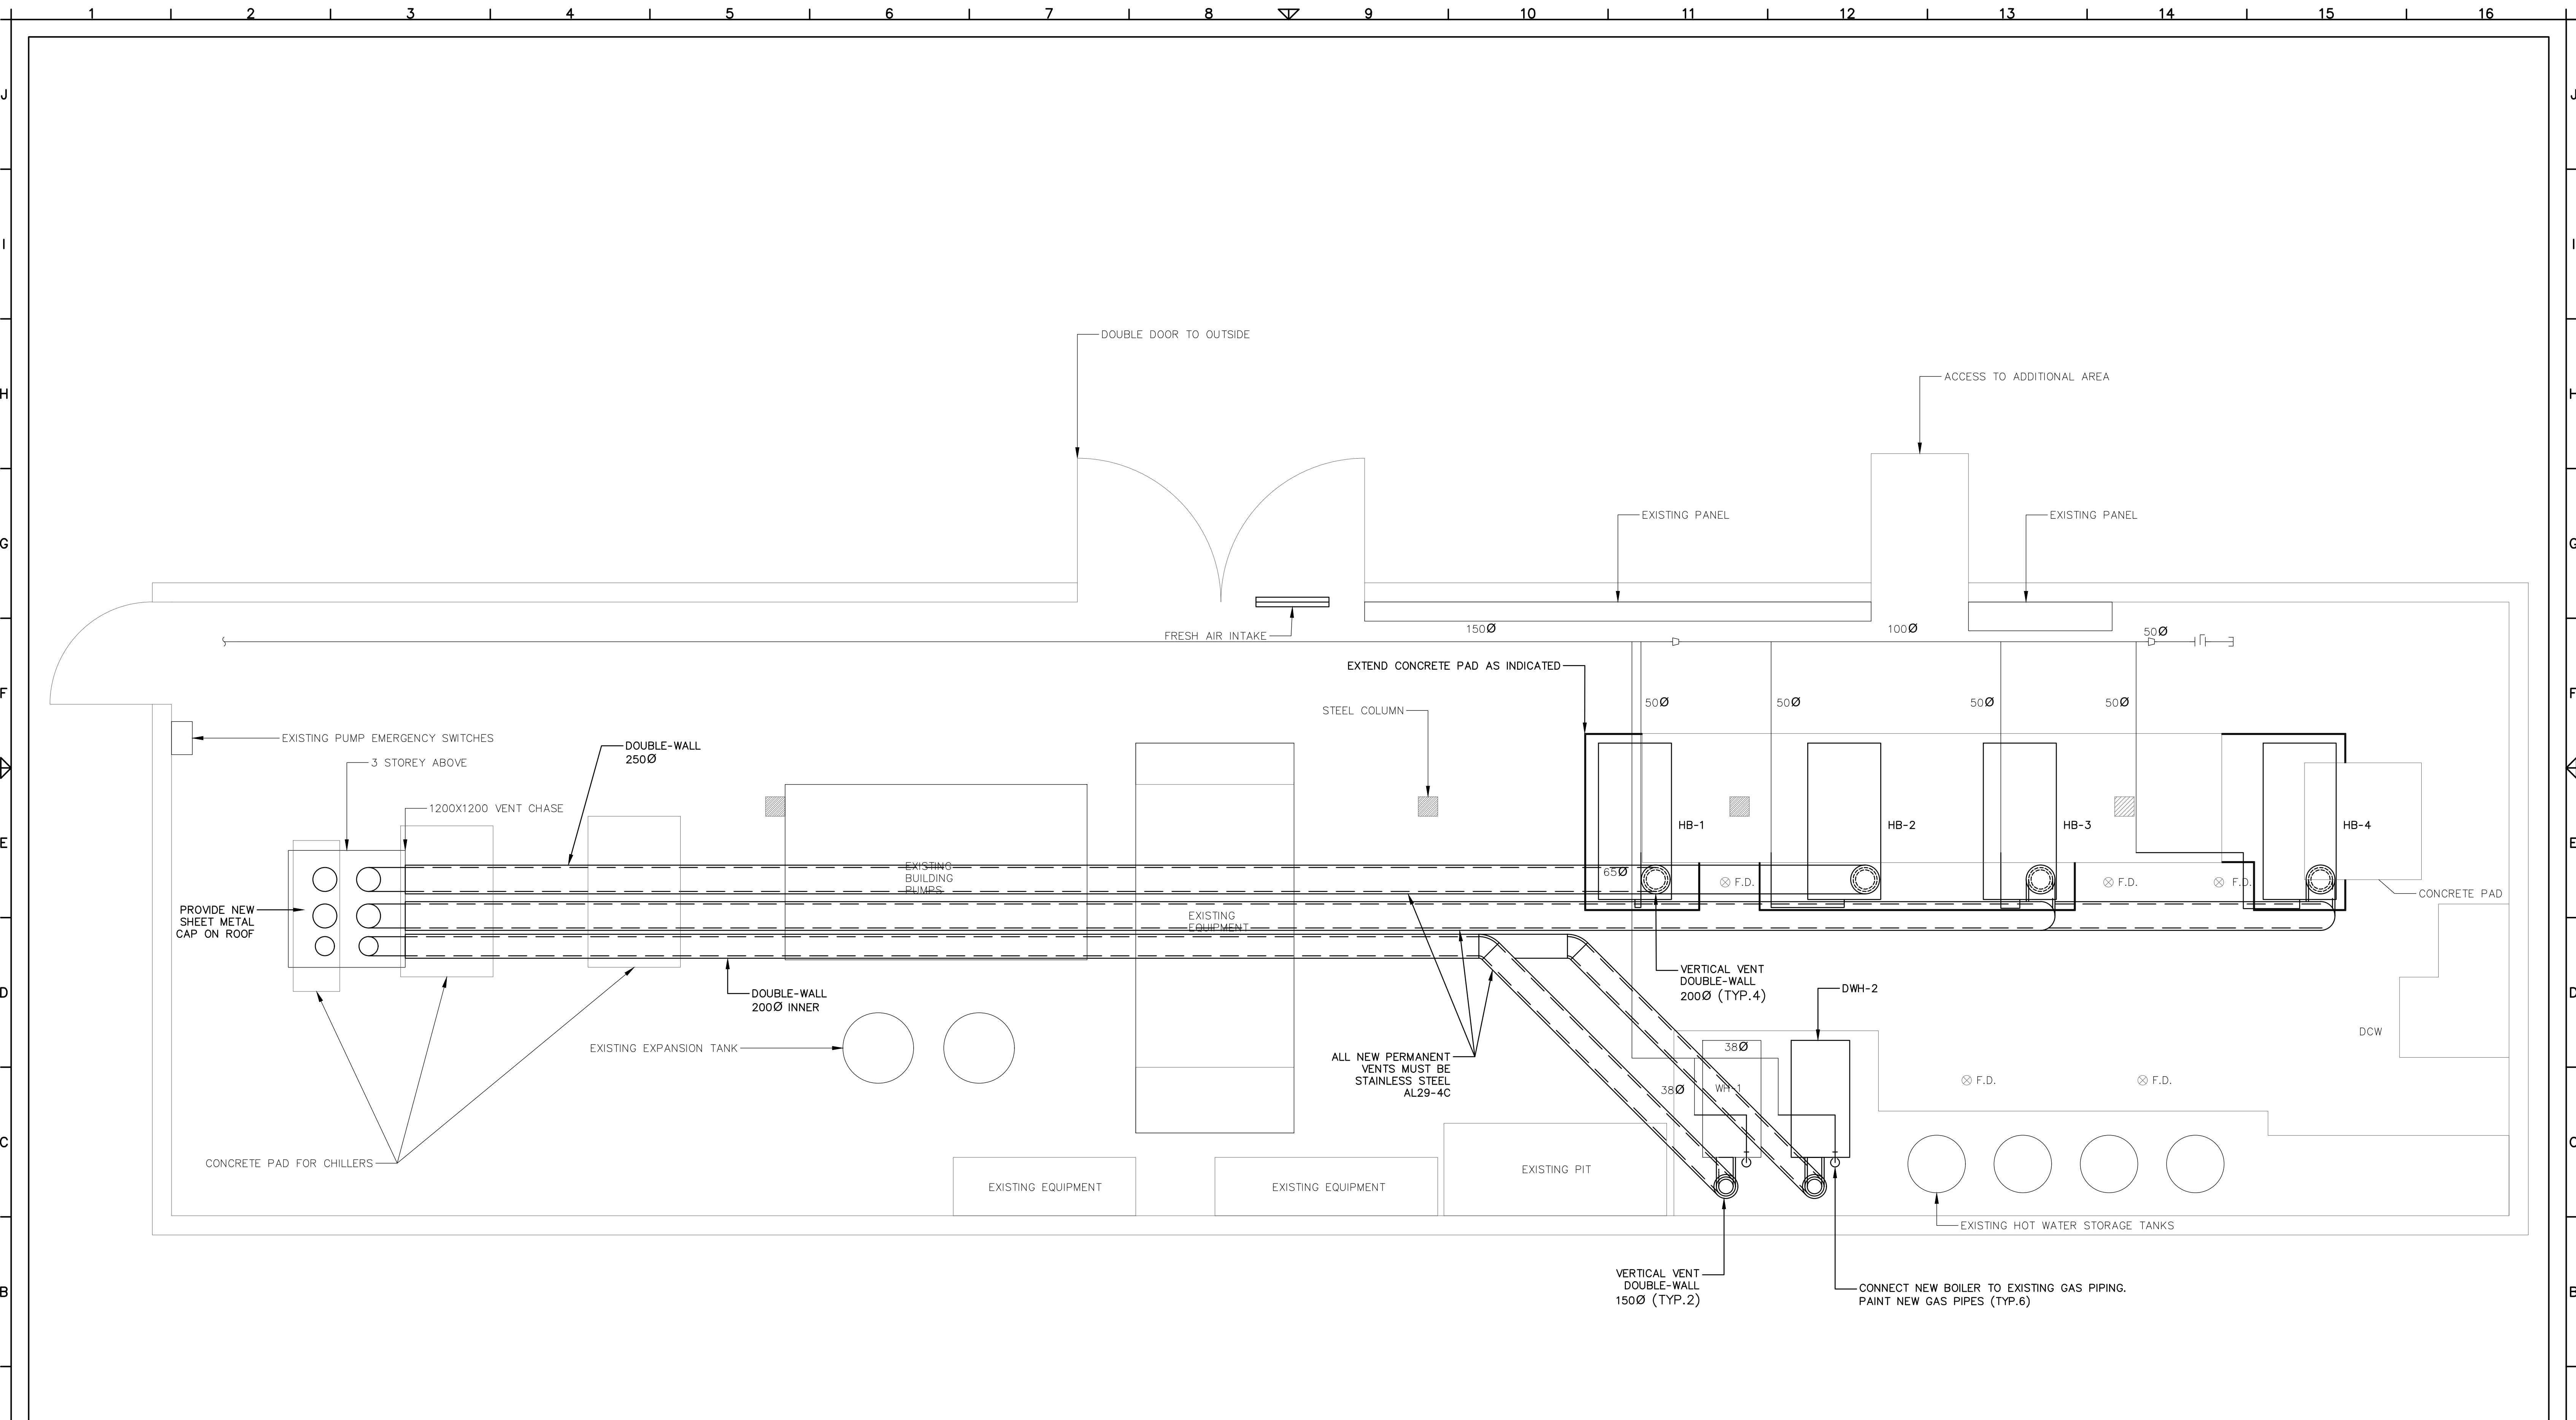 1 2 3 4 5 6 7 8 9 10 11 12 13 14 15 16
J J
I I
DOUBLE DOOR TO OUTSIDE
ACCESS TO ADDITIONAL AREA
H H
EXISTING PANEL
EXISTING PANEL
G G
FRESH AIR INTAKE
150Ø
100Ø
50Ø
EXTEND CONCRETE PAD AS INDICATED
F F
50Ø
50Ø
50Ø
50Ø
STEEL COLUMN
EXISTING PUMP EMERGENCY SWITCHES
DOUBLE-WALL
250Ø
3 STOREY ABOVE
1200X1200 VENT CHASE
HB-1
HB-2
HB-3
HB-4
E E
EXISTING
BUILDING
PUMPS
65Ø
F.D.
F.D.
F.D.
CONCRETE PAD
PROVIDE NEW
SHEET METAL
CAP ON ROOF
EXISTING
EQUIPMENT
VERTICAL VENT
DOUBLE-WALL
200Ø (TYP.4)
DWH-2
D D
DOUBLE-WALL
200Ø INNER
DCW
EXISTING EXPANSION TANK
38Ø
ALL NEW PERMANENT
VENTS MUST BE
STAINLESS STEEL
AL29-4C
38Ø
WH-1
F.D.
F.D.
C C
CONCRETE PAD FOR CHILLERS
EXISTING EQUIPMENT
EXISTING EQUIPMENT
EXISTING PIT
EXISTING HOT WATER STORAGE TANKS
VERTICAL VENT
DOUBLE-WALL
150Ø (TYP.2)
CONNECT NEW BOILER TO EXISTING GAS PIPING.
PAINT NEW GAS PIPES (TYP.6)
B B